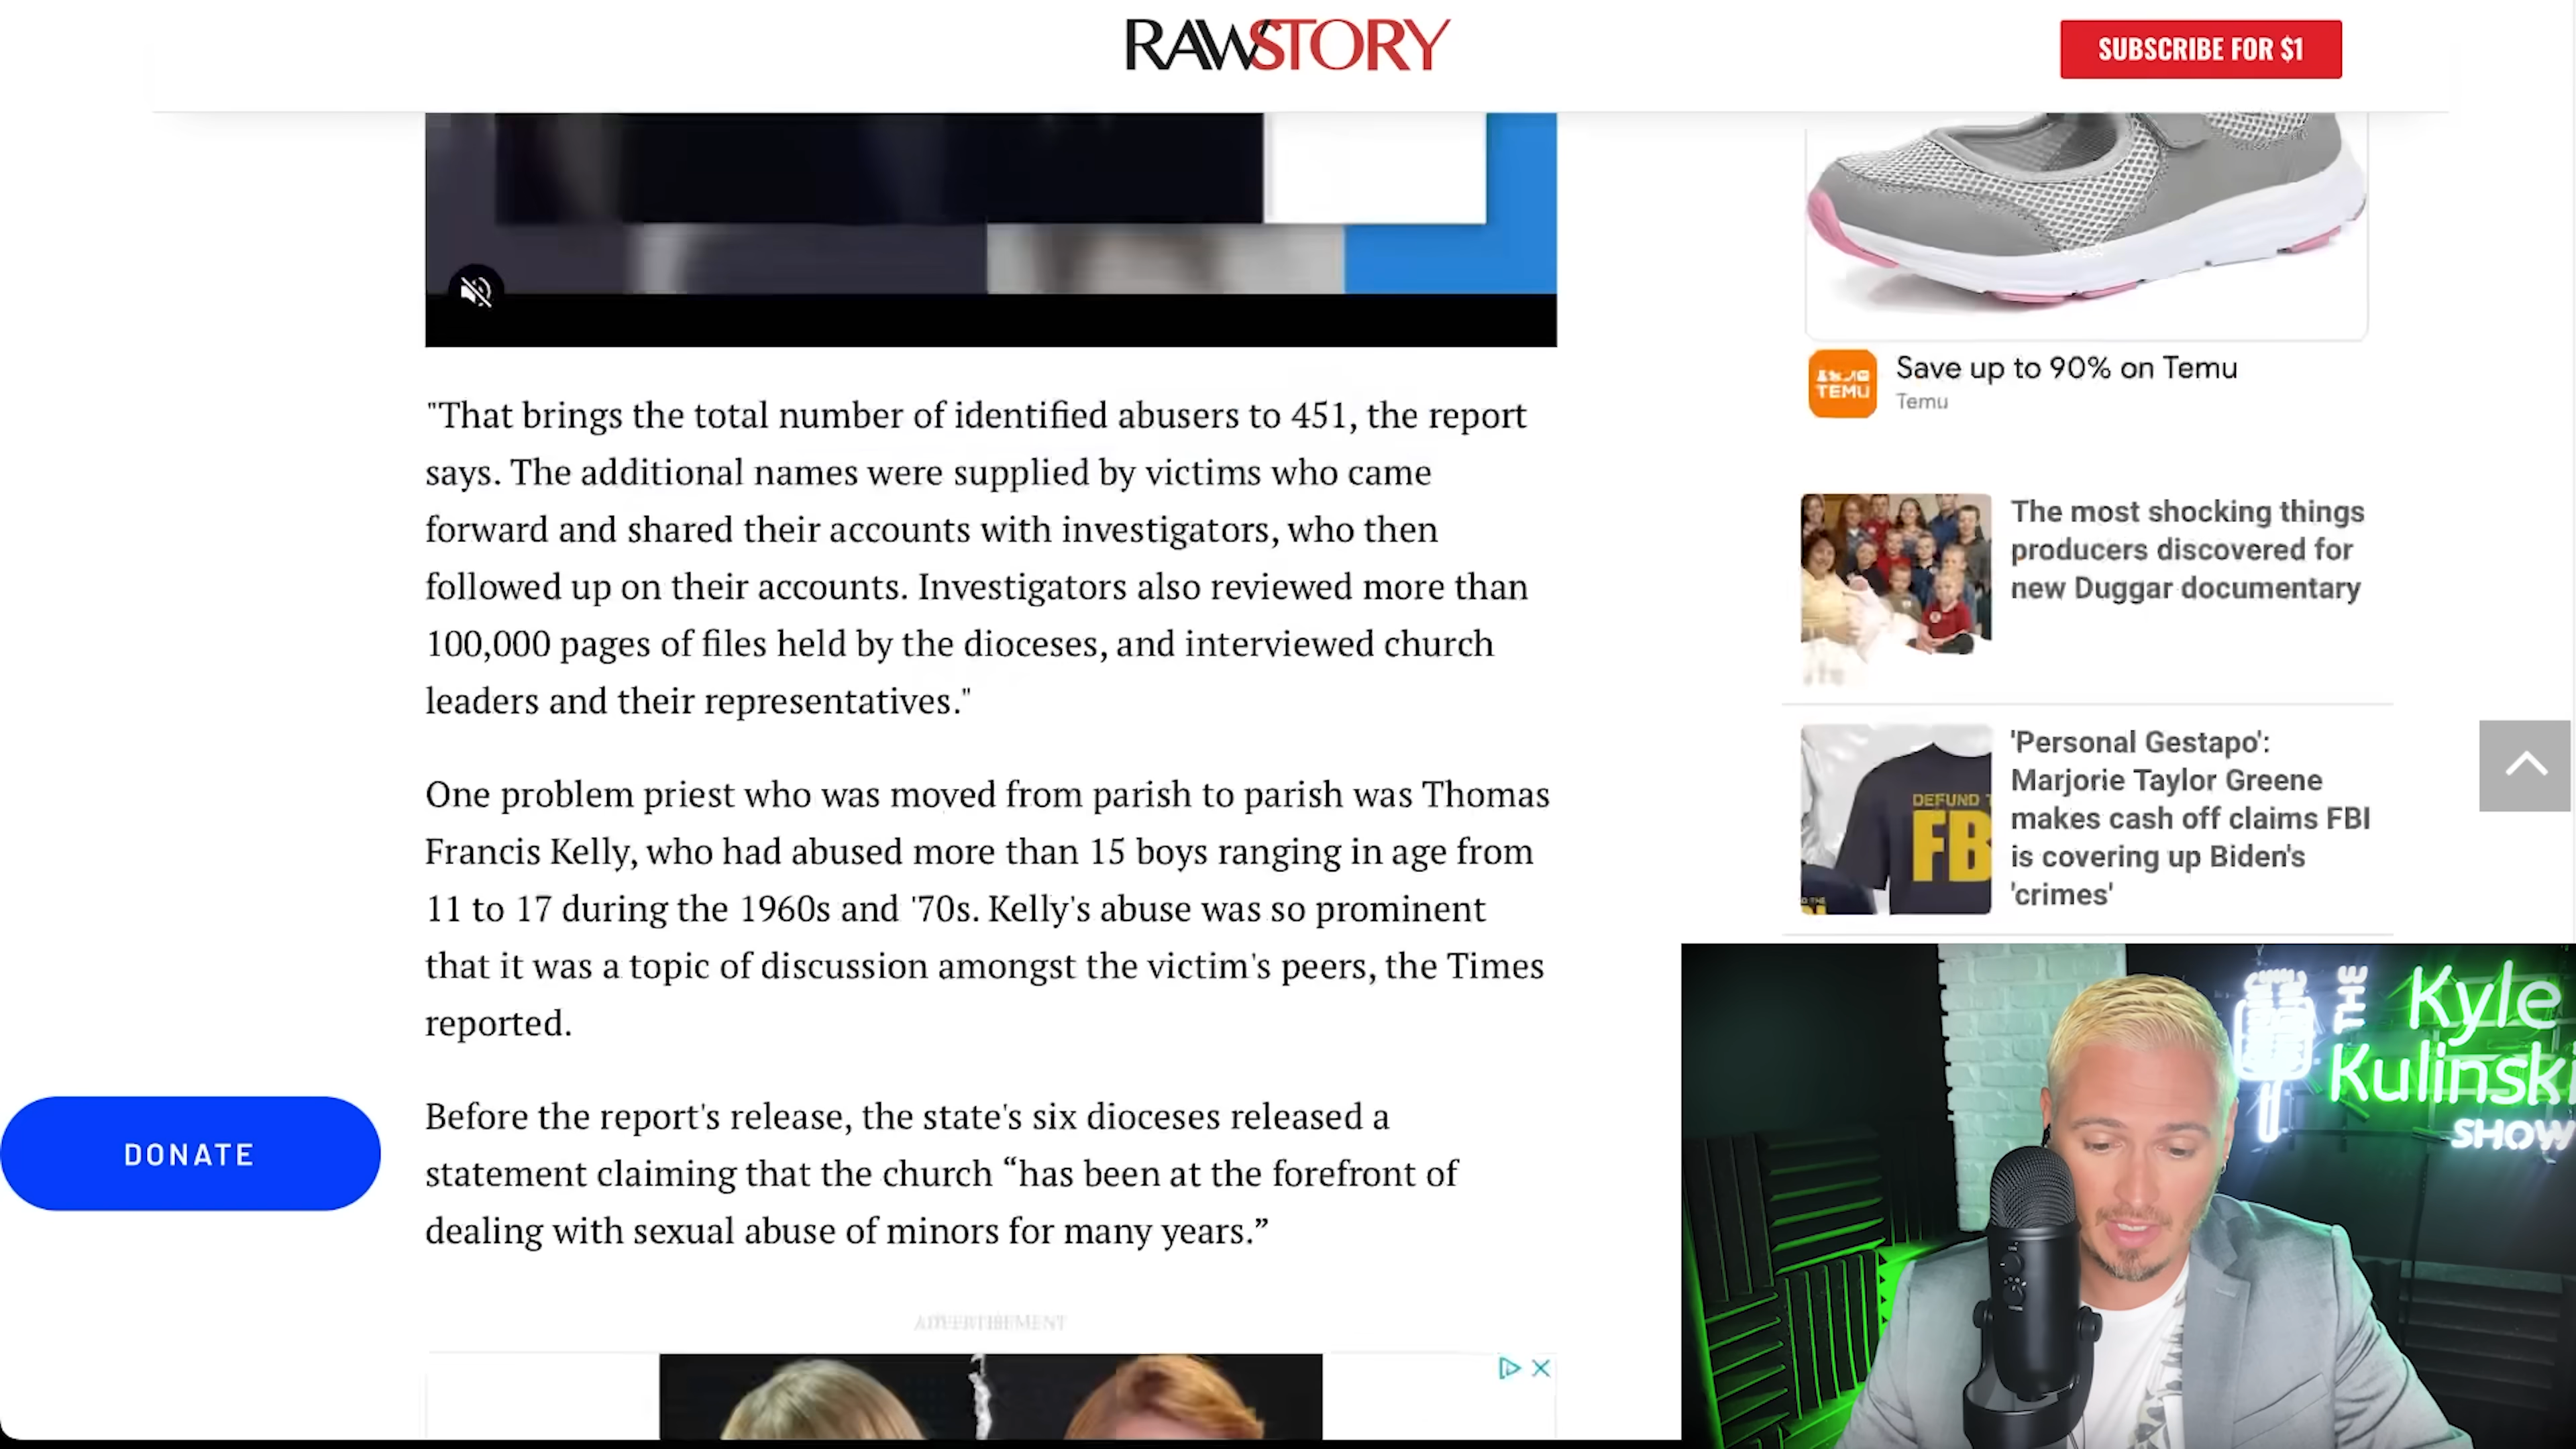 RAWSTORY
SUBSCRIBE FOR $1
"That brings the total number of identified abusers to 451, the report
says. The additional names were supplied by victims who came
forward and shared their accounts with investigators, who then
followed up on their accounts. Investigators also reviewed more than
100,000 pages of files held by the dioceses, and interviewed church
leaders and their representatives."
One problem priest who was moved from parish to parish was Thomas
Francis Kelly, who had abused more than 15 boys ranging in age from
11 to 17 during the 1960s and '70s. Kelly's abuse was so prominent
that it was a topic of discussion amongst the victim's peers, the Times
reported.
Before the report's release, the state's six dioceses released a
statement claiming that the church “has been at the forefront of
dealing with sexual abuse of minors for many years.”
ADVERTISEMENT
DONATE
TEMU
Save up to 90% on Temu
Temu
The most shocking things
producers discovered for
new Duggar documentary
DEFUND T
FB
'Personal Gestapo':
Marjorie Taylor Greene
makes cash off claims FBI
is covering up Biden's
'crimes'
THE
Kyle
Kulinski
SHOW